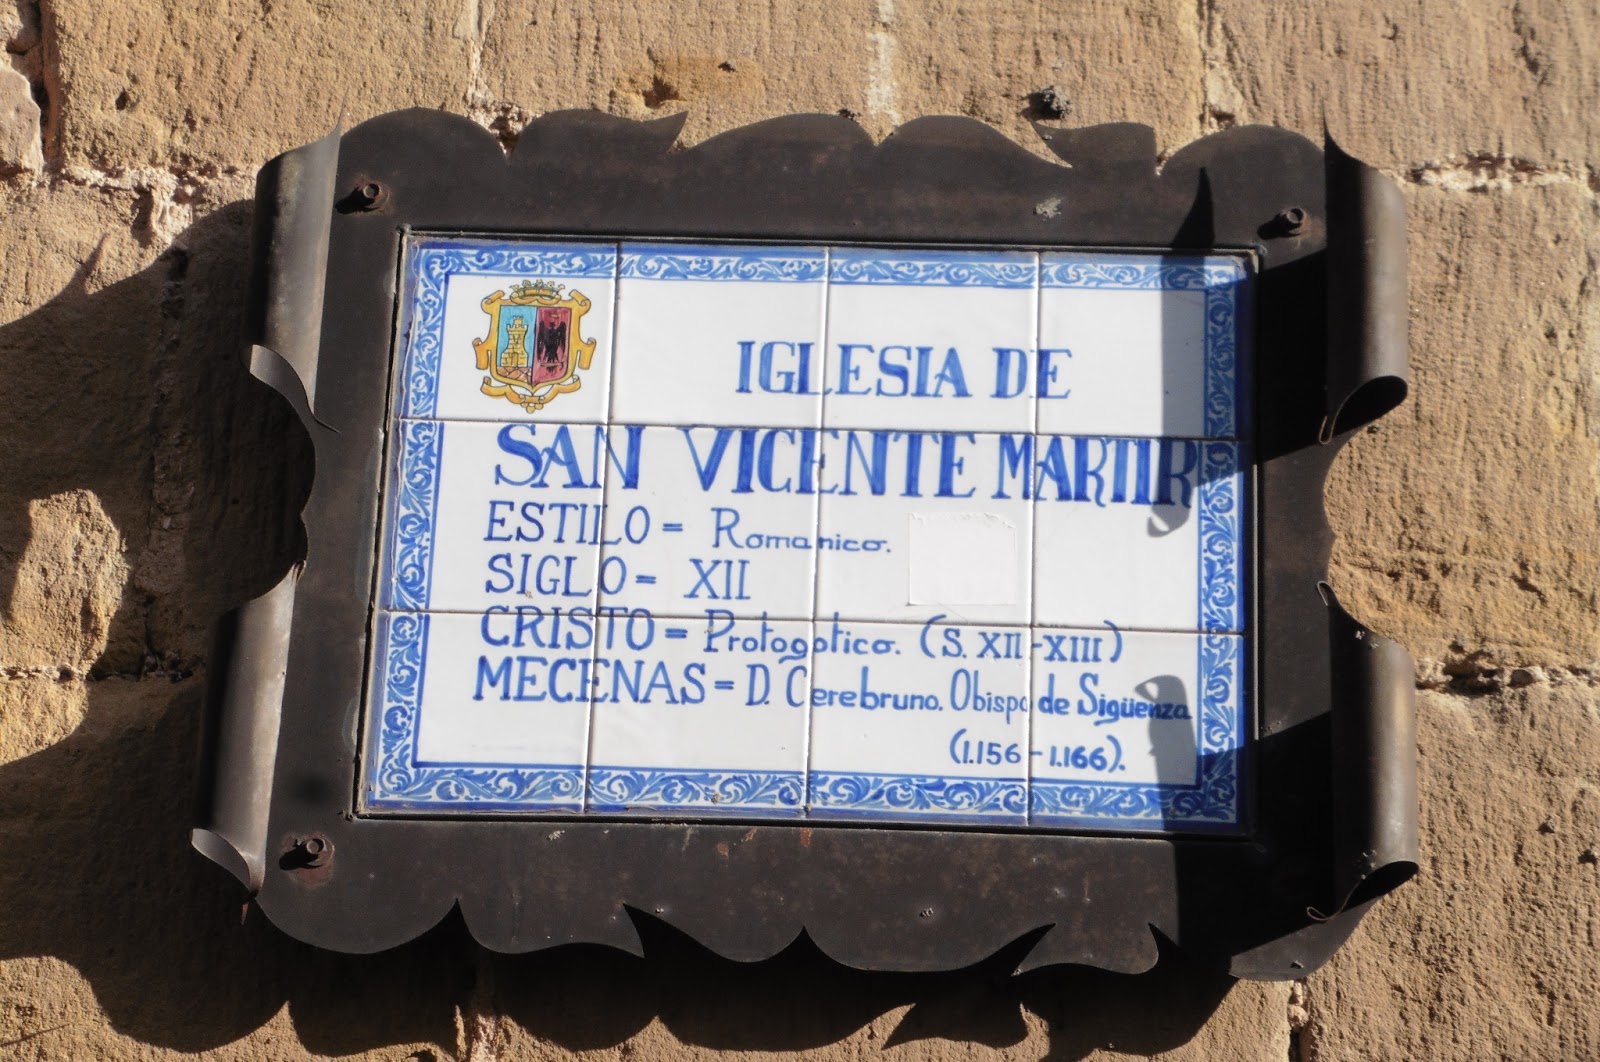 IGLESIA DE
SAN VICENTE MARTIR
ESTILO = Romanico.
SIGLO = XII
CRISTO = Protogotico. (S. XII-XIII)
MECENAS = D. Cerebruno. Obispo de Sigüenza
(1.156-1.166).